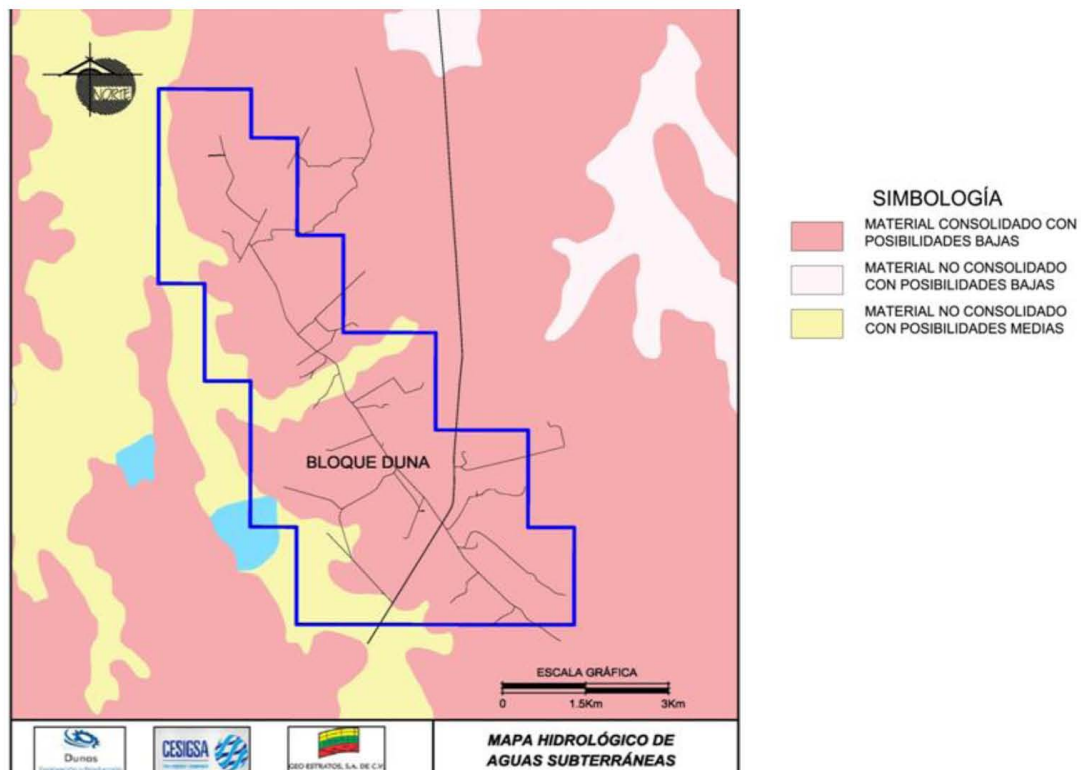 NORTE
BLOQUE DUNA
ESCALA GRÁFICA
0 1.5Km 3Km
SIMBOLOGÍA
MATERIAL CONSOLIDADO CON
POSIBILIDADES BAJAS
MATERIAL NO CONSOLIDADO
CON POSIBILIDADES BAJAS
MATERIAL NO CONSOLIDADO
CON POSIBILIDADES MEDIAS
Dunas
CESIGSA
GEO ESTRATOS, S.A. DE C.V.
MAPA HIDROLÓGICO DE
AGUAS SUBTERRÁNEAS